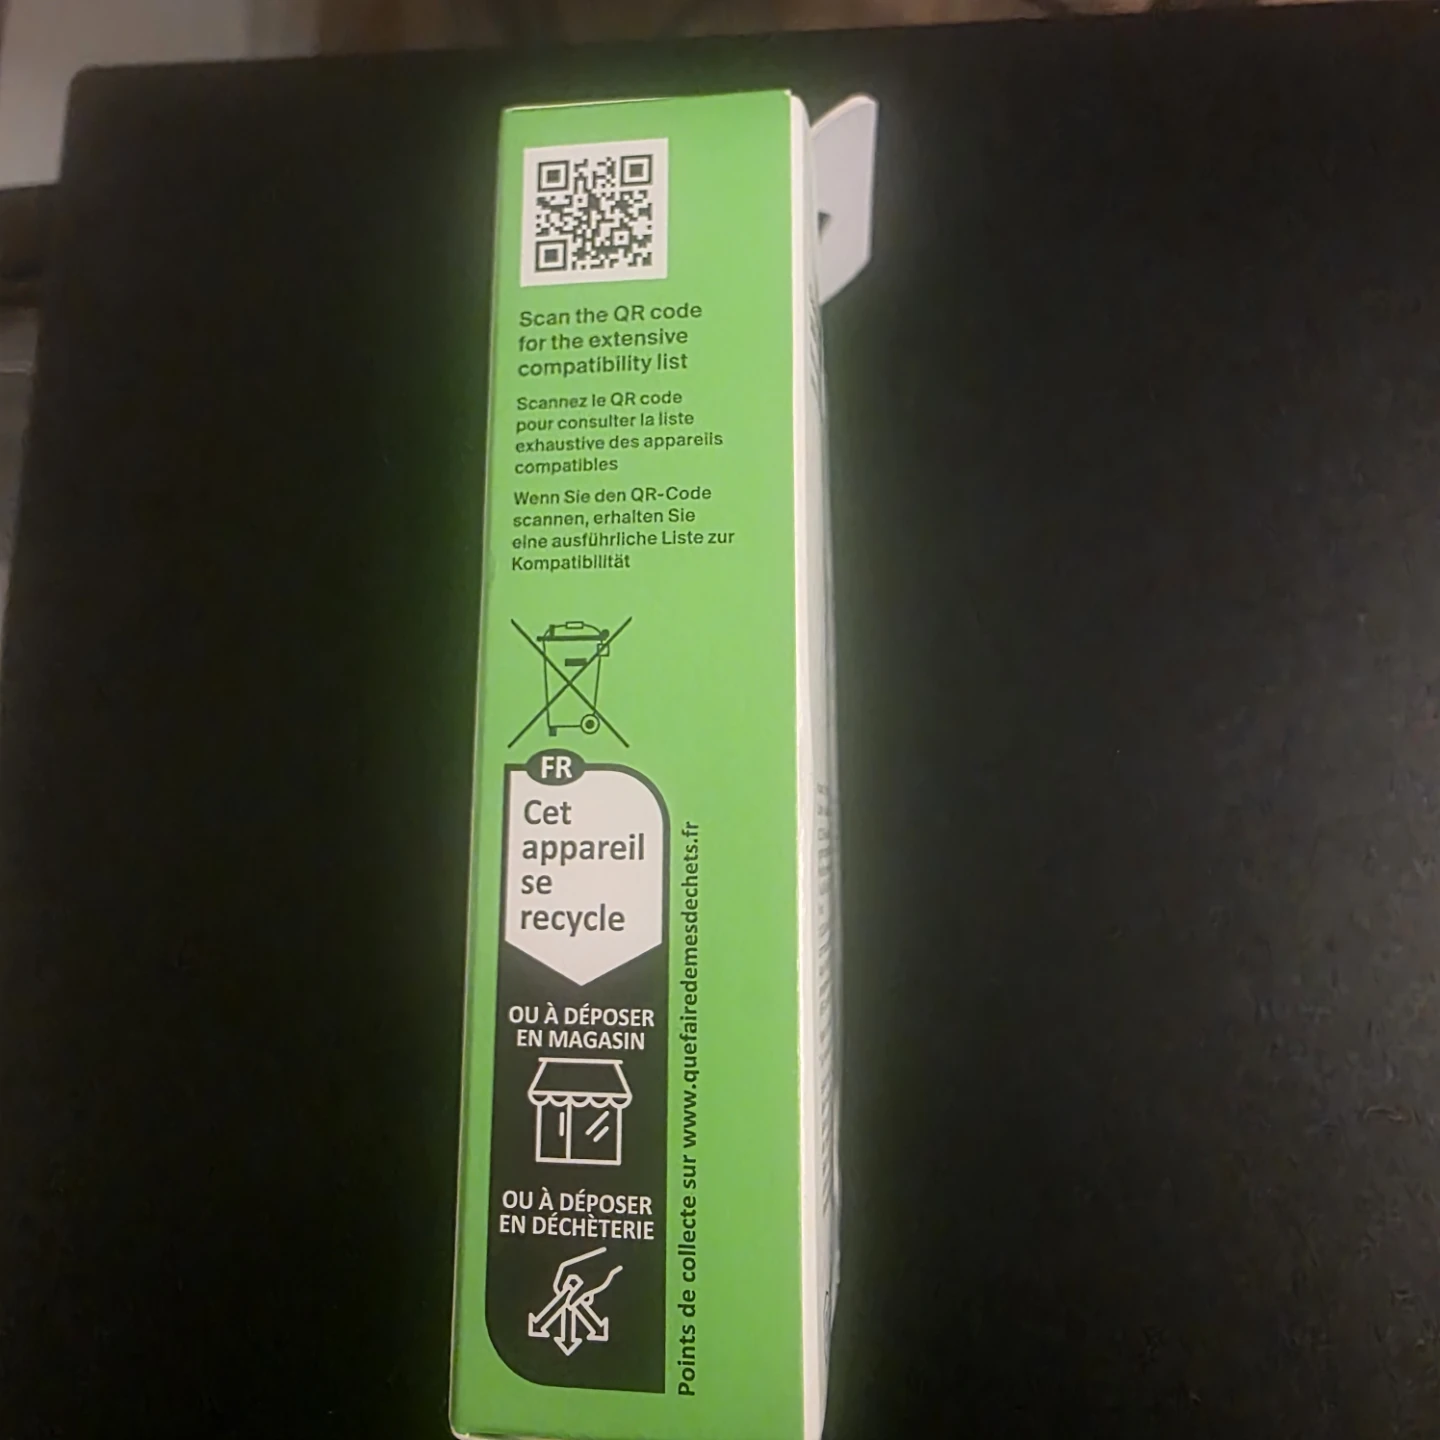 Scan the QR code
for the extensive
compatibility list
Scannez le QR code
pour consulter la liste
exhaustive des appareils
compatibles
Wenn Sie den QR-Code
scannen, erhalten Sie
eine ausführliche Liste zur
Kompatibilität
FR
Cet
appareil
se
recycle
OU À DÉPOSER
EN MAGASIN
OU À DÉPOSER
EN DÉCHÈTERIE
Points de collecte sur www.quefairedemesdechets.fr